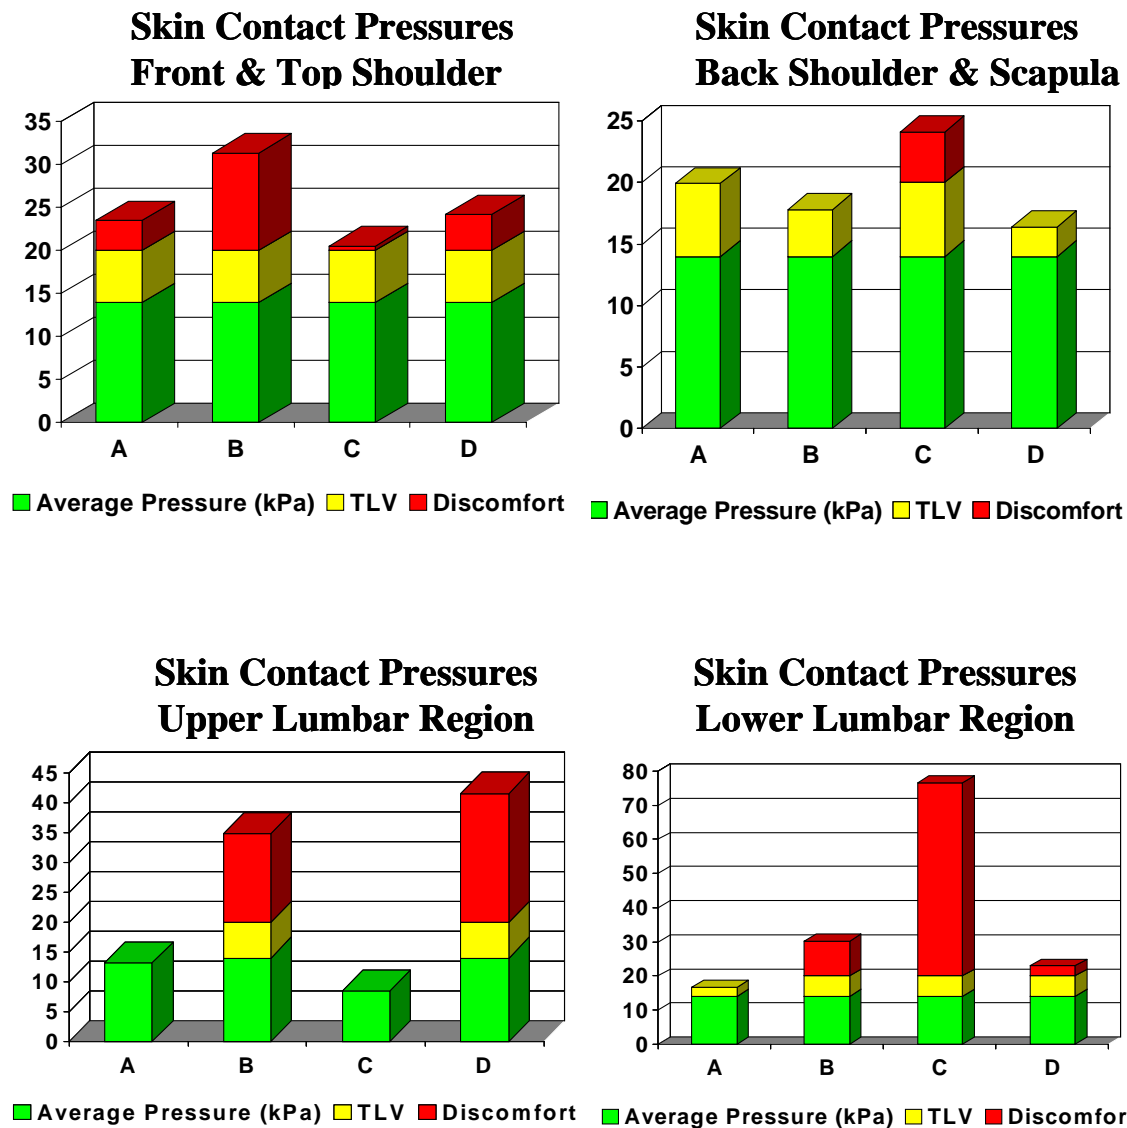 Skin Contact Pressures
Front & Top Shoulder
35
30
25
20
15
10
5
0
A B C D
Average Pressure (kPa) TLV Discomfort
Skin Contact Pressures
Back Shoulder & Scapula
25
20
15
10
5
0
A B C D
Average Pressure (kPa) TLV Discomfort
Skin Contact Pressures
Upper Lumbar Region
45
40
35
30
25
20
15
10
5
0
A B C D
Average Pressure (kPa) TLV Discomfort
Skin Contact Pressures
Lower Lumbar Region
80
70
60
50
40
30
20
10
0
A B C D
Average Pressure (kPa) TLV Discomfor